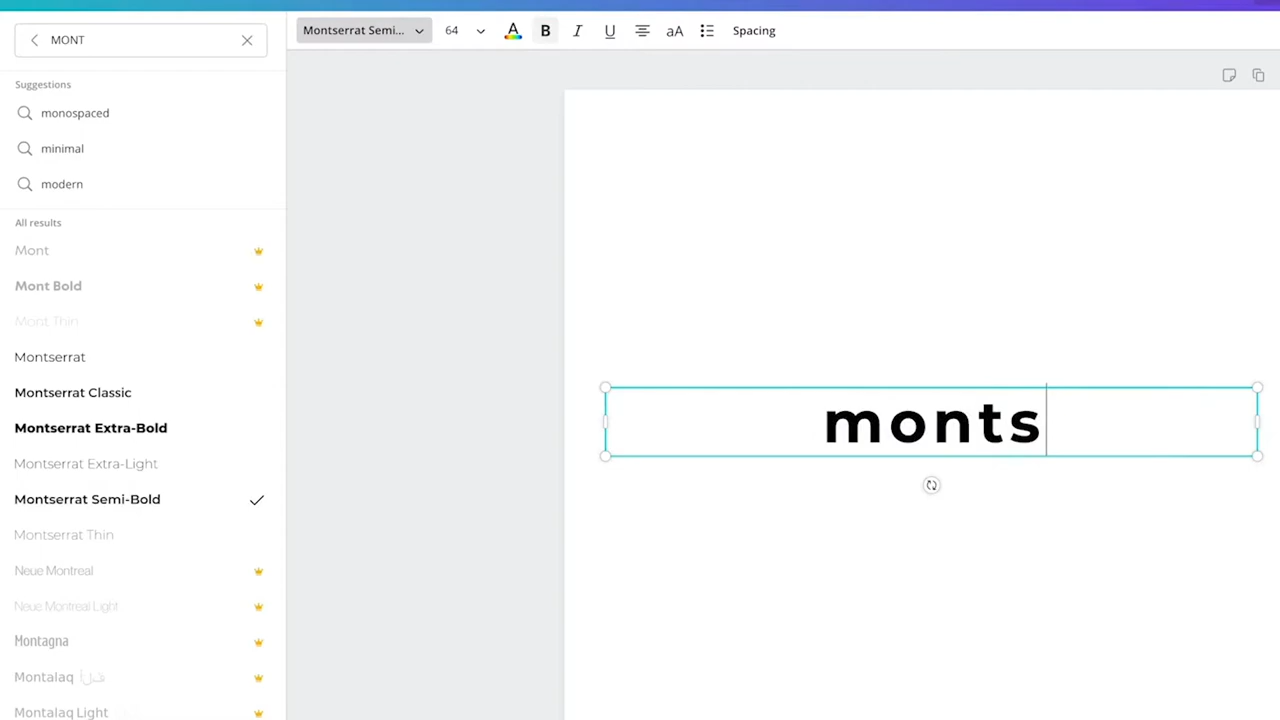 MONT
Montserrat Semi... 64 A B I U aA Spacing
Suggestions
monospaced
minimal
modern
All results
Mont
Mont Bold
Mont Thin
Montserrat
Montserrat Classic
Montserrat Extra-Bold
Montserrat Extra-Light
Montserrat Semi-Bold
Montserrat Thin
Neue Montreal
Neue Montreal Light
Montagna
Montalaq
Montalaq Light
monts